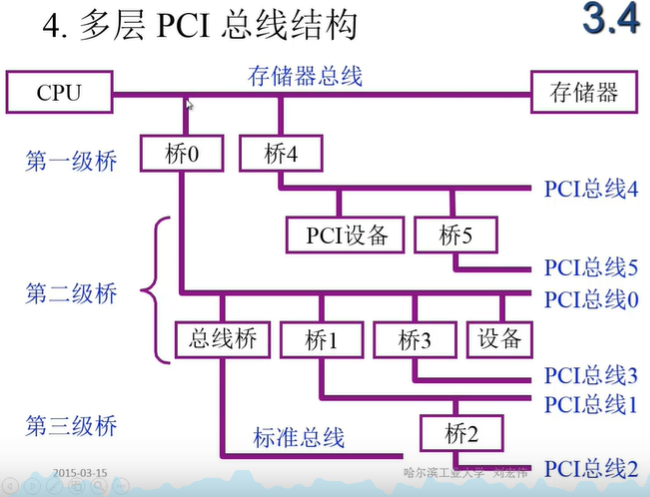 4. 多层 PCI 总线结构
3.4
存储器总线
CPU
存储器
第一级桥
桥0
桥4
PCI总线4
PCI设备
桥5
PCI总线5
第二级桥
PCI总线0
总线桥
桥1
桥3
设备
PCI总线3
PCI总线1
第三级桥
标准总线
桥2
PCI总线2
2015-03-15
哈尔滨工业大学 刘宏伟